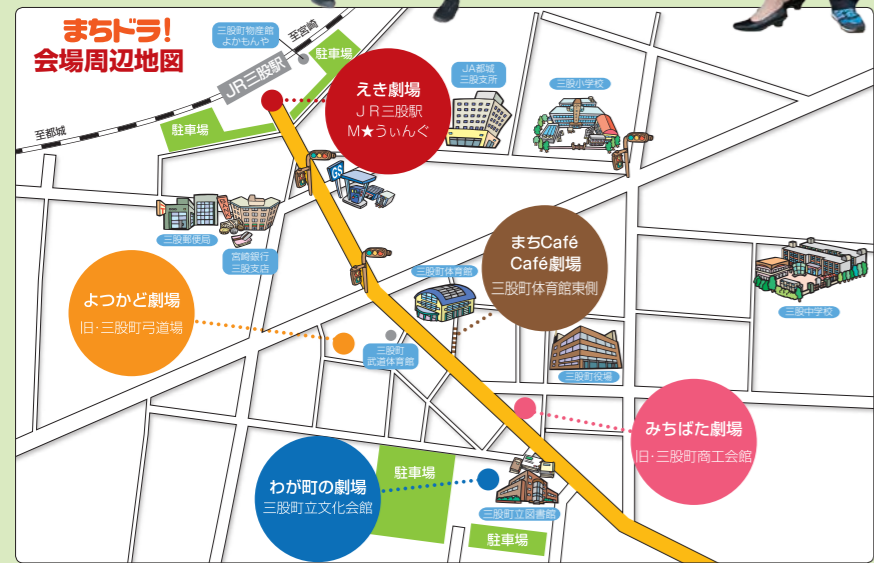 まちドラ!
会場周辺地図
三股町物産館
よかもんや
至宮崎
駐車場
JR三股駅
至都城
駐車場
えき劇場
JR三股駅
M★うぃんぐ
JA都城
三股支所
三股小学校
GS
BANK
三股郵便局
宮崎銀行
三股支店
まちCafé
Café劇場
三股町体育館東側
三股町体育館
三股中学校
よつかど劇場
旧・三股町弓道場
三股町
武道体育館
三股町役場
みちばた劇場
旧・三股町商工会館
わが町の劇場
三股町立文化会館
駐車場
三股町立図書館
駐車場